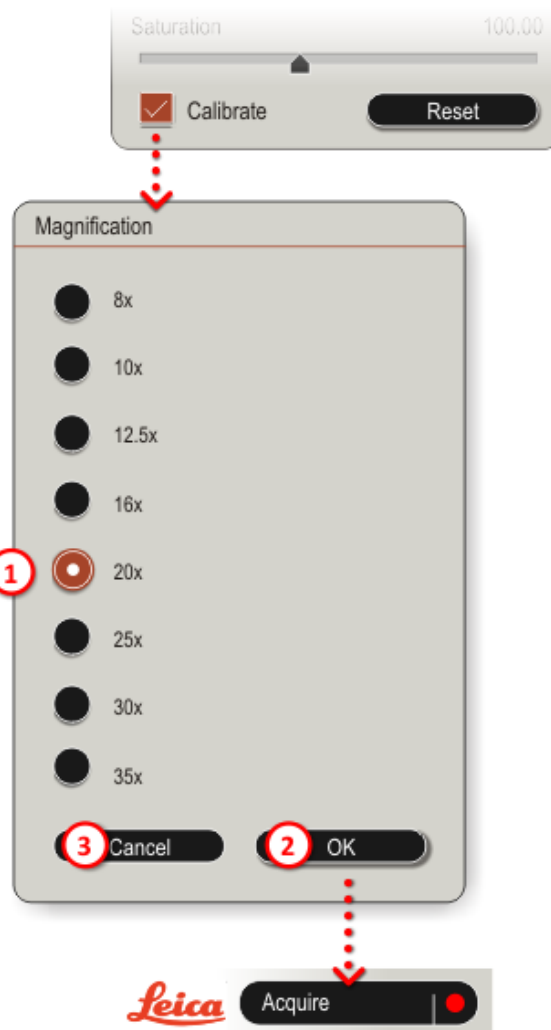 Saturation 100.00
Calibrate Reset
Magnification
8x
10x
12.5x
16x
1 20x
25x
30x
35x
3 Cancel 2 OK
Leica Acquire